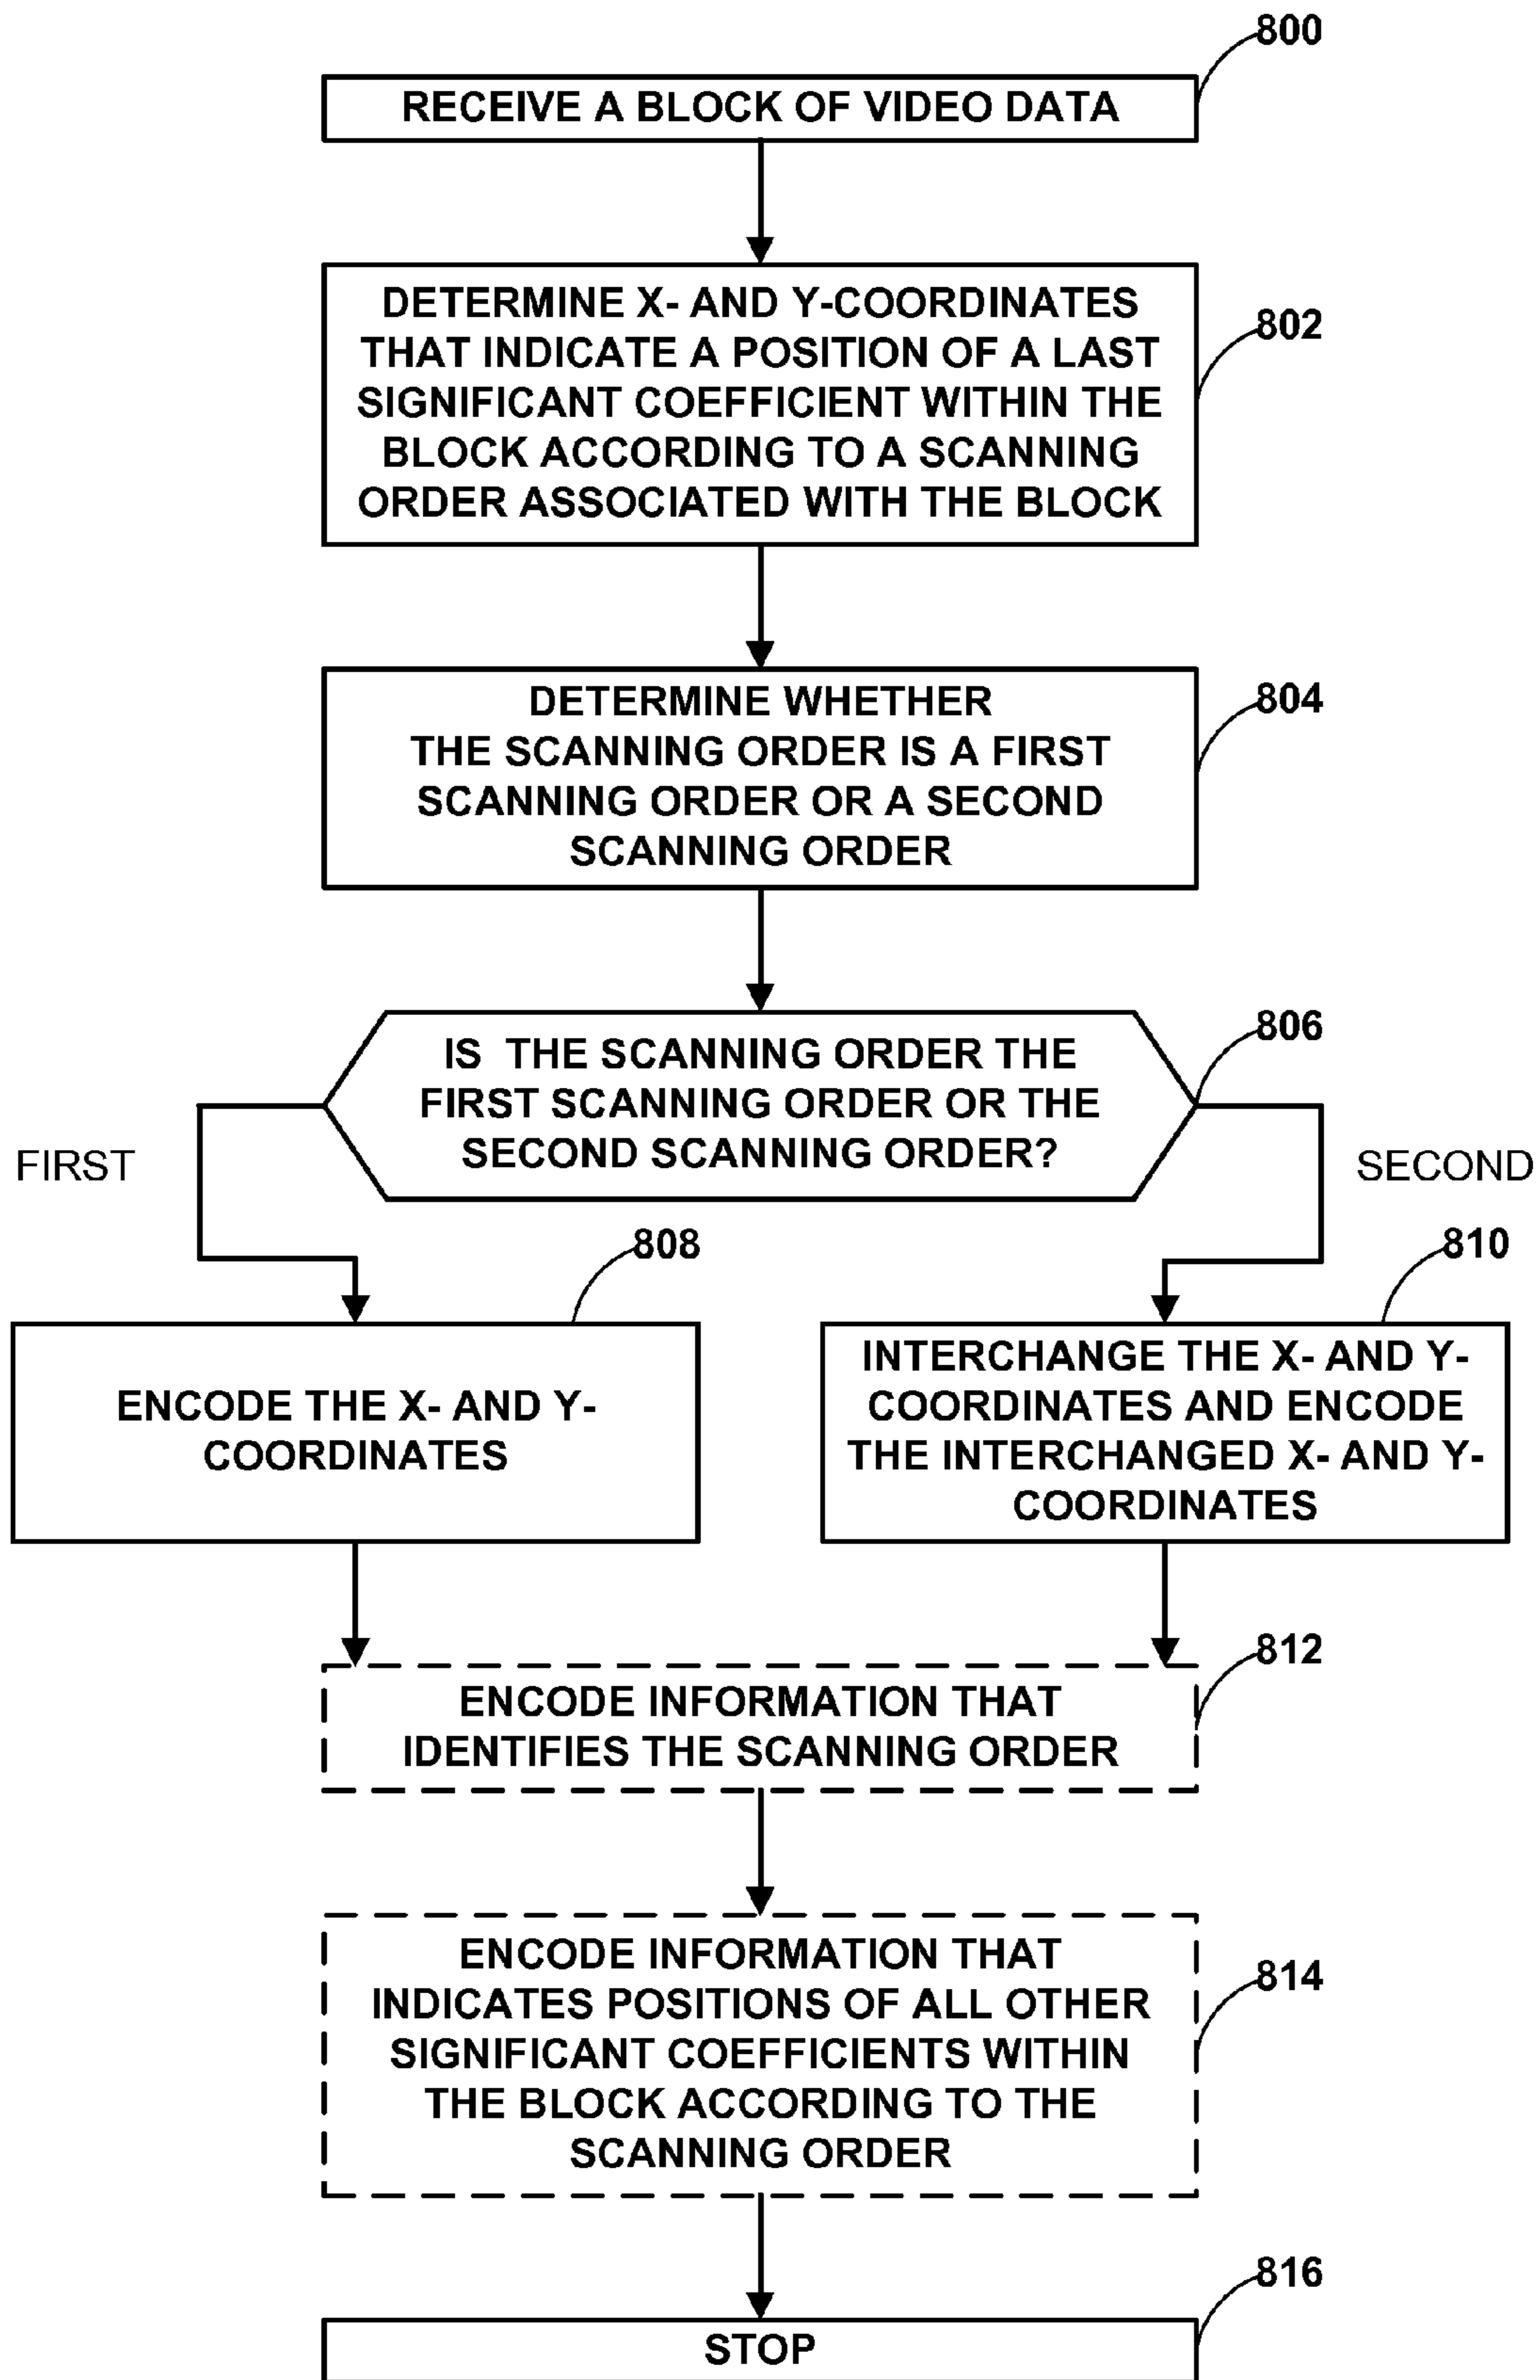 800
RECEIVE A BLOCK OF VIDEO DATA
DETERMINE X- AND Y-COORDINATES
THAT INDICATE A POSITION OF A LAST
SIGNIFICANT COEFFICIENT WITHIN THE
BLOCK ACCORDING TO A SCANNING
ORDER ASSOCIATED WITH THE BLOCK
802
DETERMINE WHETHER
THE SCANNING ORDER IS A FIRST
SCANNING ORDER OR A SECOND
SCANNING ORDER
804
IS THE SCANNING ORDER THE
FIRST SCANNING ORDER OR THE
SECOND SCANNING ORDER?
806
FIRST
SECOND
808
ENCODE THE X- AND Y-
COORDINATES
810
INTERCHANGE THE X- AND Y-
COORDINATES AND ENCODE
THE INTERCHANGED X- AND Y-
COORDINATES
812
ENCODE INFORMATION THAT
IDENTIFIES THE SCANNING ORDER
ENCODE INFORMATION THAT
INDICATES POSITIONS OF ALL OTHER
SIGNIFICANT COEFFICIENTS WITHIN
THE BLOCK ACCORDING TO THE
SCANNING ORDER
814
816
STOP